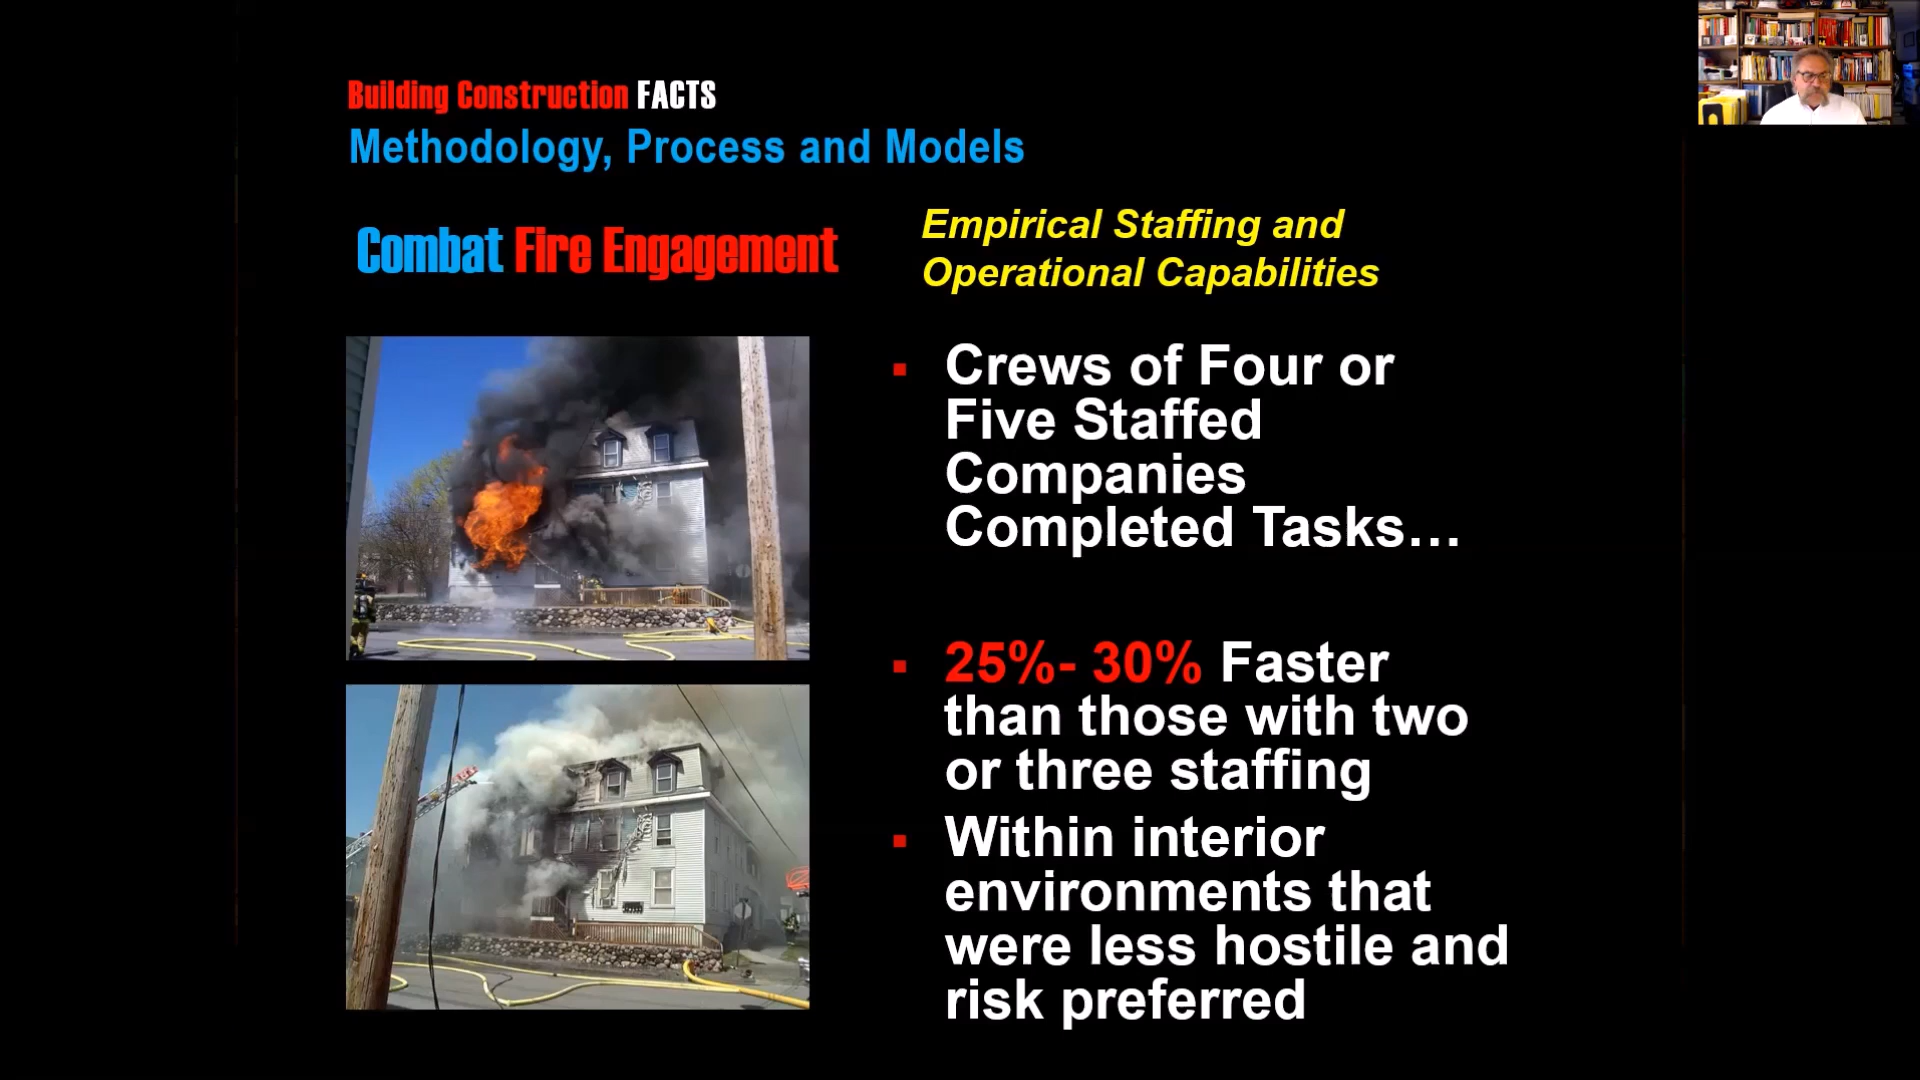 Building Construction FACTS
Methodology, Process and Models
Combat Fire Engagement
Empirical Staffing and
Operational Capabilities
▪ Crews of Four or
Five Staffed
Companies
Completed Tasks…
▪ 25%- 30% Faster
than those with two
or three staffing
▪ Within interior
environments that
were less hostile and
risk preferred